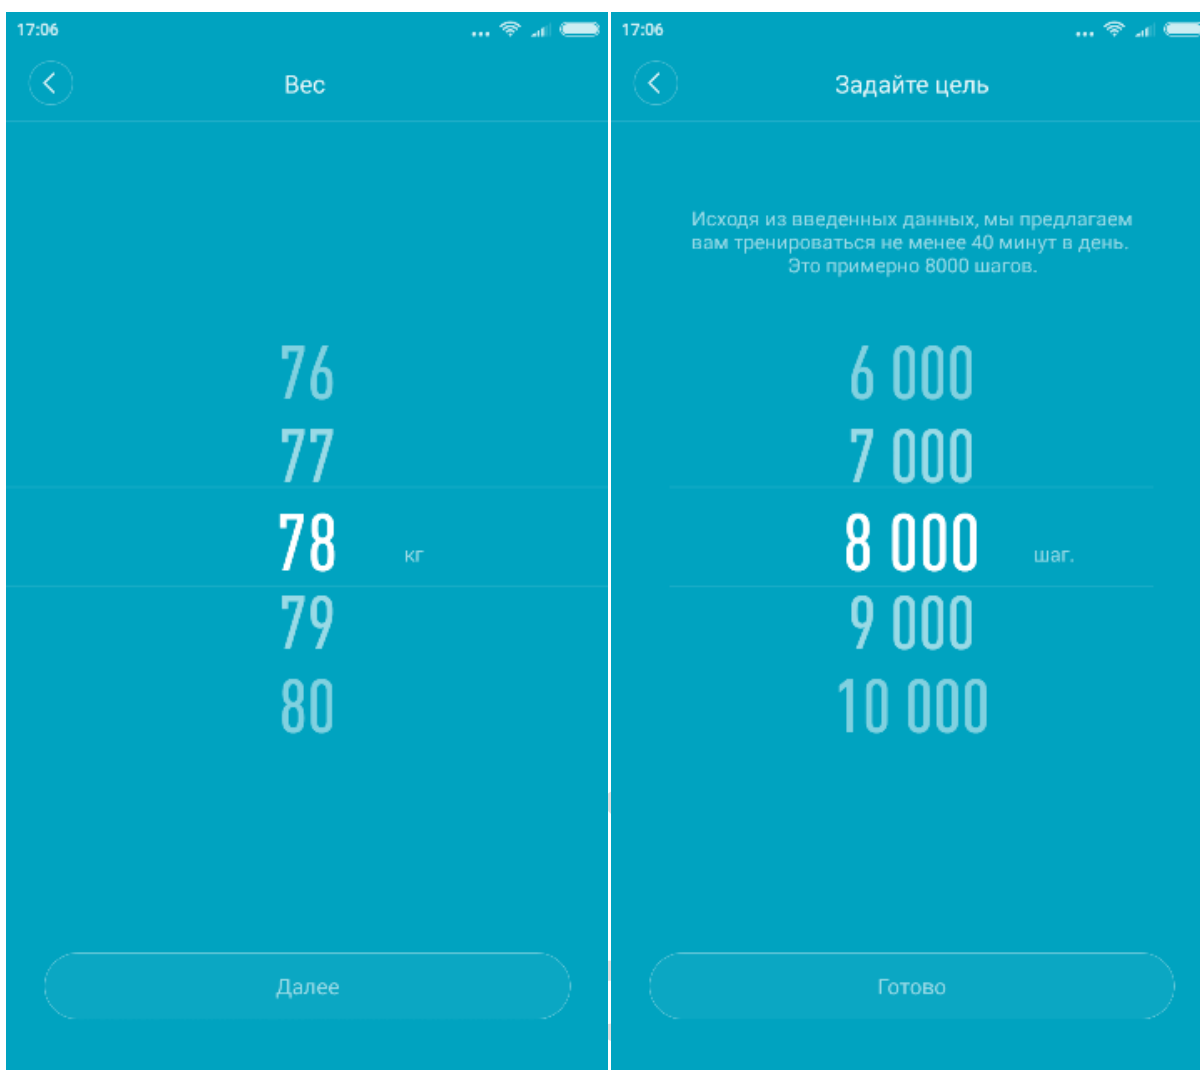 17:06
Вес
76
77
78 кг
79
80
Далее
17:06
Задайте цель
Исходя из введенных данных, мы предлагаем
вам тренироваться не менее 40 минут в день.
Это примерно 8000 шагов.
6 000
7 000
8 000 шаг.
9 000
10 000
Готово